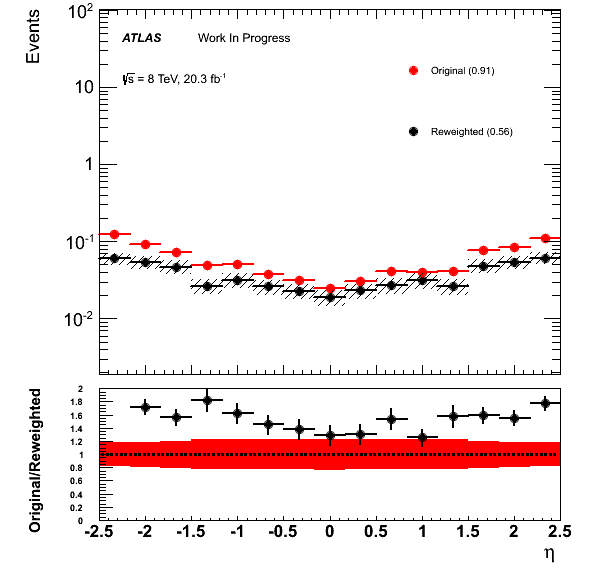 Events
10²
10
1
10⁻¹
10⁻²
ATLAS Work In Progress
√s = 8 TeV, 20.3 fb⁻¹
Original (0.91)
Reweighted (0.56)
Original/Reweighted
2
1.8
1.6
1.4
1.2
1
0.8
0.6
0.4
0.2
0
-2.5 -2 -1.5 -1 -0.5 0 0.5 1 1.5 2 2.5
η